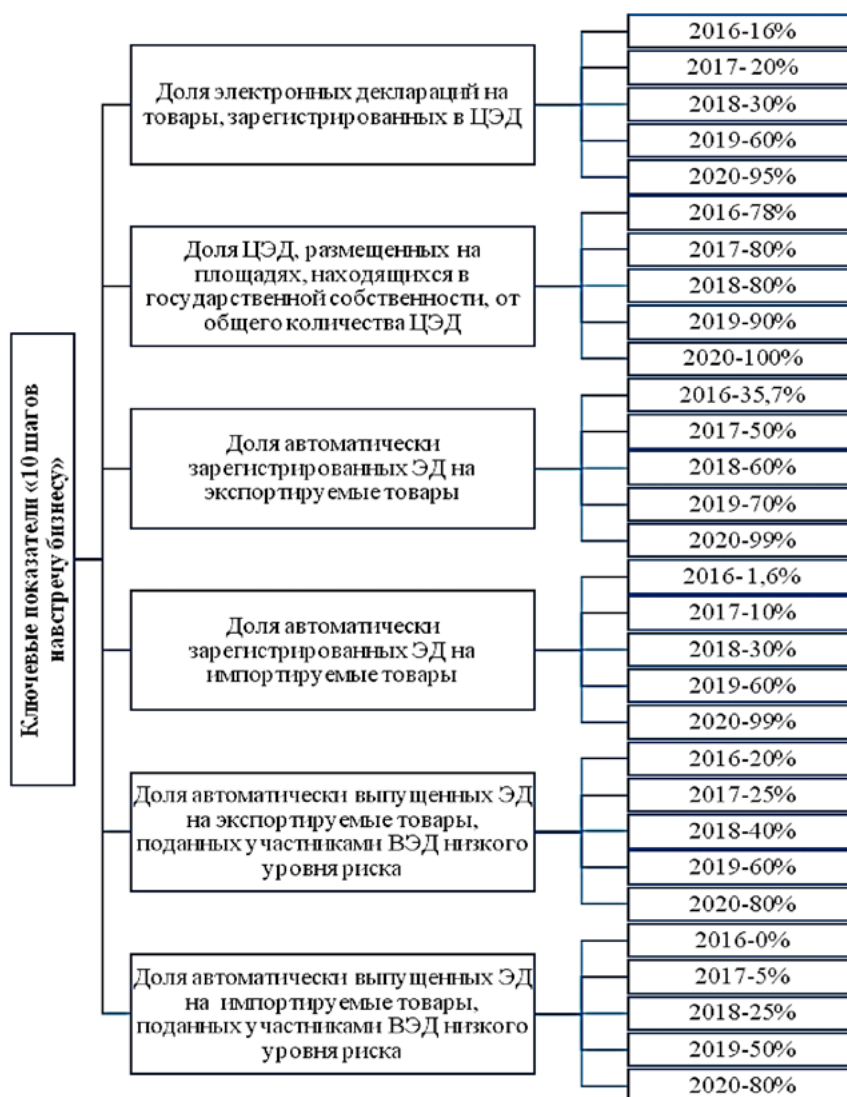 Ключевые показатели «10 шагов
навстречу бизнесу»
Доля электронных деклараций на
товары, зарегистрированных в ЦЭД
2016-16%
2017- 20%
2018-30%
2019-60%
2020-95%
Доля ЦЭД, размещенных на
площадях, находящихся в
государственной собственности, от
общего количества ЦЭД
2016-78%
2017-80%
2018-80%
2019-90%
2020-100%
Доля автоматически
зарегистрированных ЭД на
экспортируемые товары
2016-35,7%
2017-50%
2018-60%
2019-70%
2020-99%
Доля автоматически
зарегистрированных ЭД на
импортируемые товары
2016-1,6%
2017-10%
2018-30%
2019-60%
2020-99%
Доля автоматически выпущенных ЭД
на экспортируемые товары,
поданных участниками ВЭД низкого
уровня риска
2016-20%
2017-25%
2018-40%
2019-60%
2020-80%
Доля автоматически выпущенных ЭД
на импортируемые товары,
поданных участниками ВЭД низкого
уровня риска
2016-0%
2017-5%
2018-25%
2019-50%
2020-80%